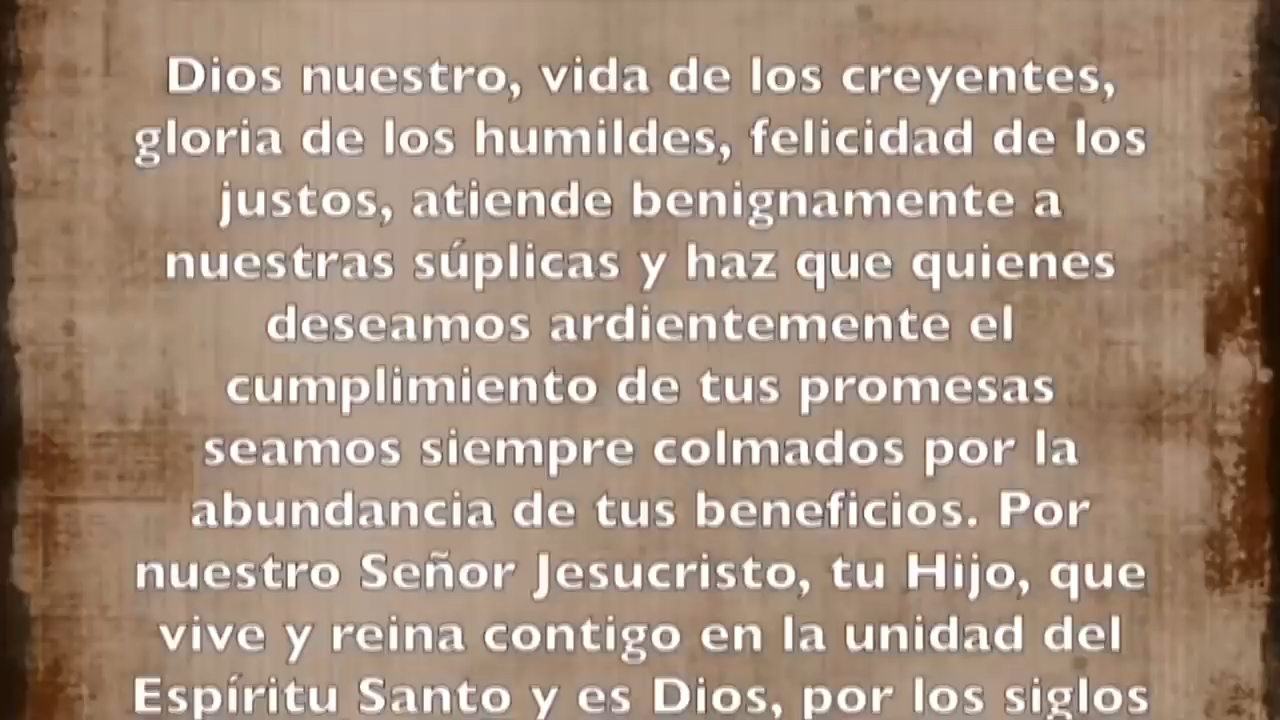 Dios nuestro, vida de los creyentes,
gloria de los humildes, felicidad de los
justos, atiende benignamente a
nuestras súplicas y haz que quienes
deseamos ardientemente el
cumplimiento de tus promesas
seamos siempre colmados por la
abundancia de tus beneficios. Por
nuestro Señor Jesucristo, tu Hijo, que
vive y reina contigo en la unidad del
Espíritu Santo y es Dios, por los siglos